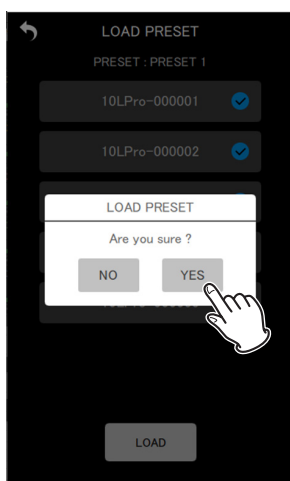 LOAD PRESET
PRESET : PRESET 1
10LPro-000001
10LPro-000002
LOAD PRESET
Are you sure ?
NO YES
LOAD